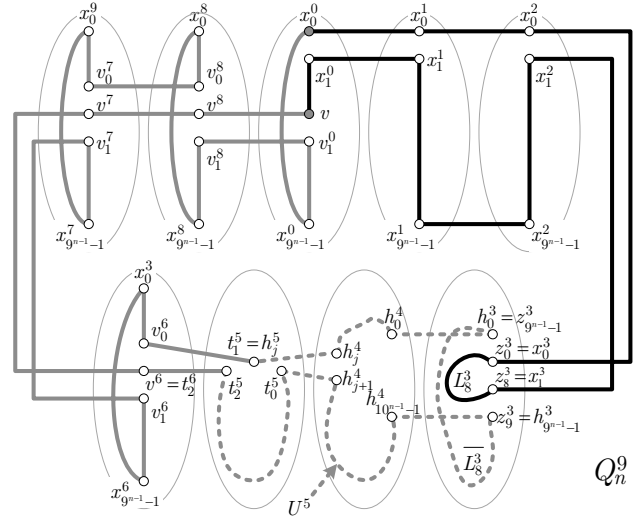 x_0^9 x_0^8 x_0^0 x_0^1 x_0^2
v_0^7 v_0^8 x_1^0 x_1^1 x_1^2
v^7 v^8 v
v_1^7 v_1^8 v_1^0
x_{9^{n-1}-1}^7 x_{9^{n-1}-1}^8 x_{9^{n-1}-1}^0 x_{9^{n-1}-1}^1 x_{9^{n-1}-1}^2
x_0^3
v_0^6 t_1^5 = h_j^5 h_0^4 h_0^3 = z_{9^{n-1}-1}^3
h_j^4 z_0^3 = x_0^3
v^6 = t_2^6 t_2^5 t_0^5 h_{j+1}^4 L_8^3 z_8^3 = x_1^3
v_1^6 h_{10^{n-1}-1}^4 z_9^3 = h_{9^{n-1}-1}^3
\overline{L_8^3}
x_{9^{n-1}-1}^6 U^5 Q_n^9